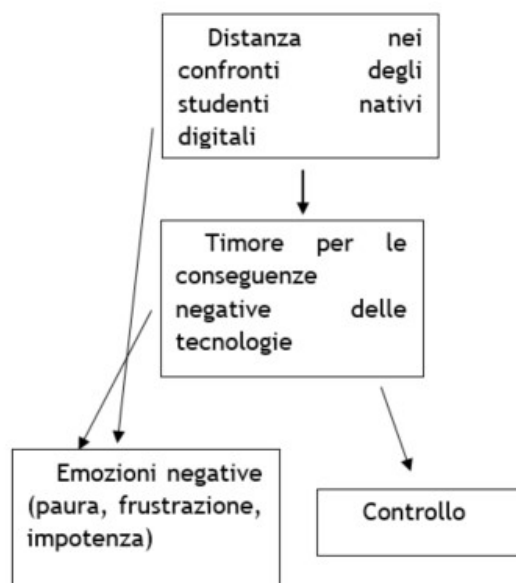 Distanza nei
confronti degli
studenti nativi
digitali
Timore per le
conseguenze
negative delle
tecnologie
Emozioni negative
(paura, frustrazione,
impotenza)
Controllo